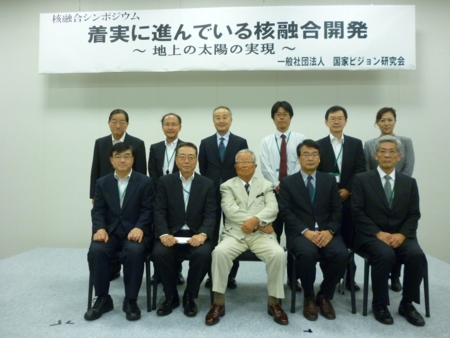 核融合シンポジウム
着実に進んでいる核融合開発
～ 地上の太陽の実現 ～
一般社団法人　国家ビジョン研究会